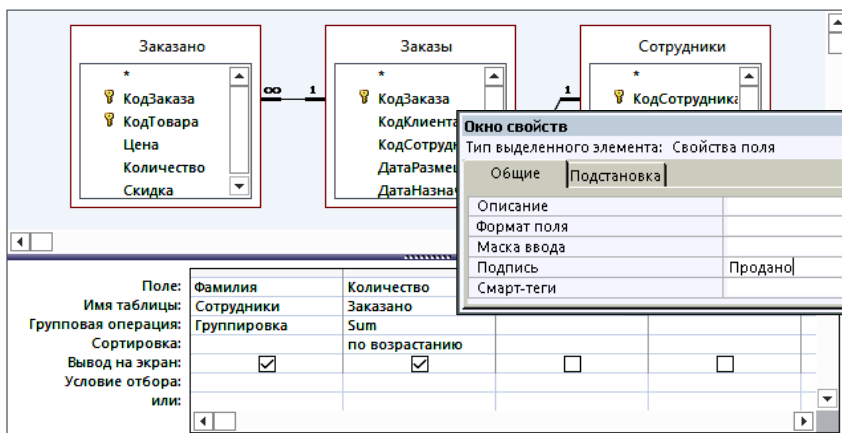 Заказано Заказы Сотрудники
* * *
КодЗаказа ∞ 1 КодЗаказа 1 КодСотрудника
КодТовара КодКлиента
Цена КодСотруд
Количество ДатаРазме
Скидка ДатаНазнач
Окно свойств
Тип выделенного элемента: Свойства поля
Общие Подстановка
Описание
Формат поля
Маска ввода
Подпись Продано
Смарт-теги
Поле: Фамилия Количество
Имя таблицы: Сотрудники Заказано
Групповая операция: Группировка Sum
Сортировка: по возрастанию
Вывод на экран:
Условие отбора:
или: